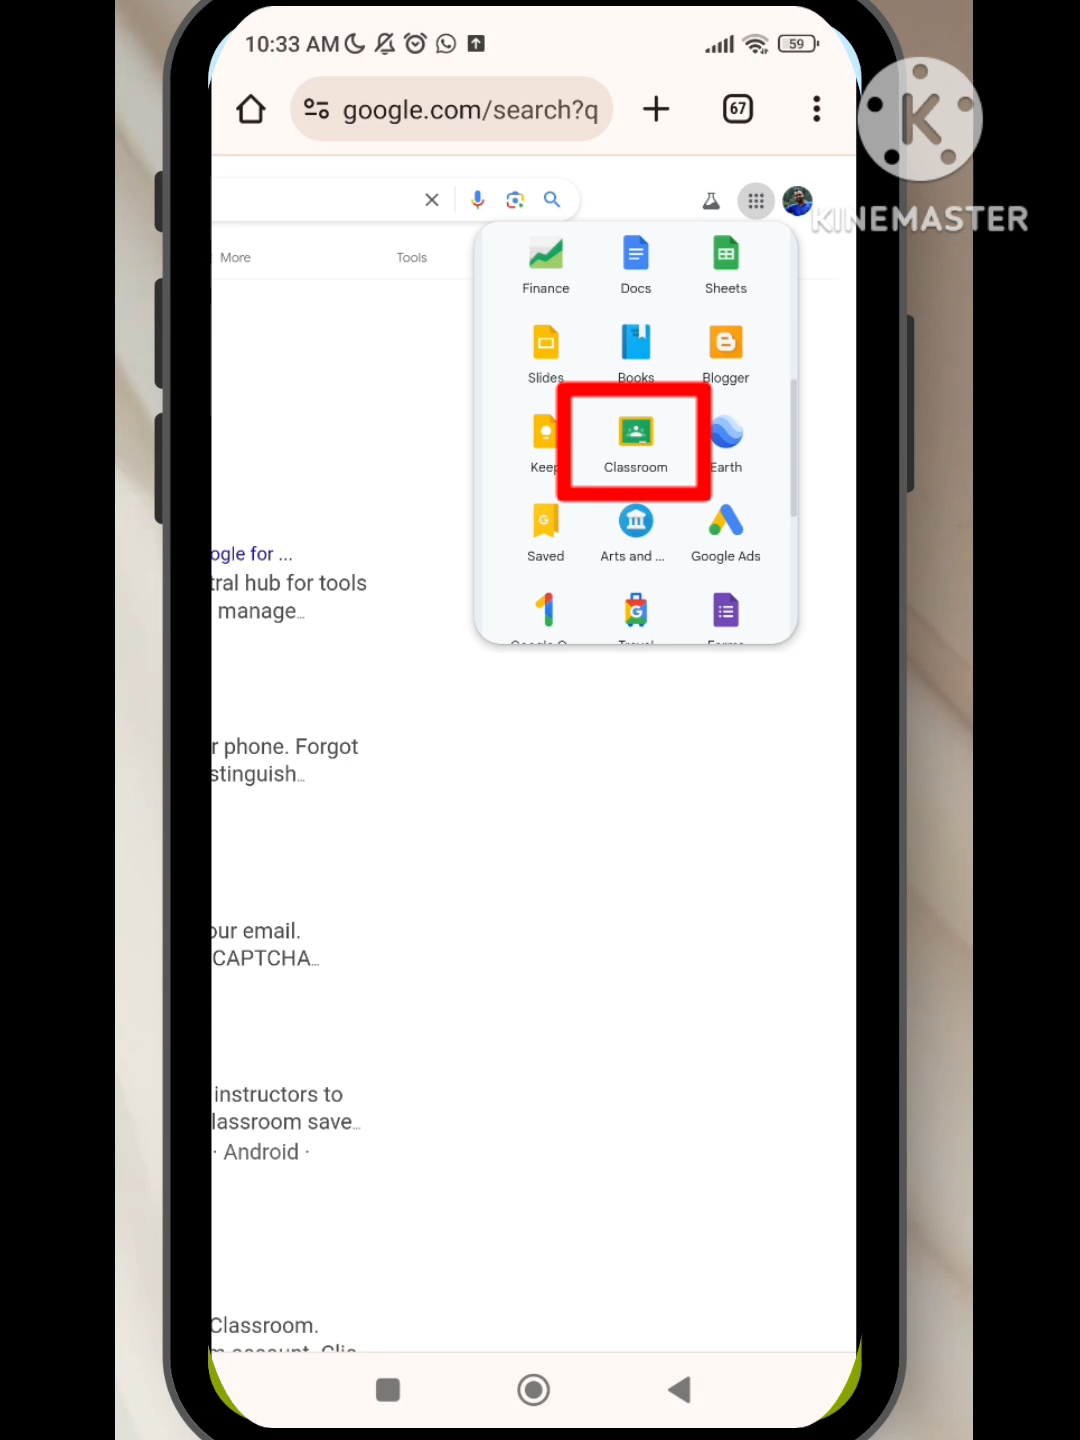 10:33 AM
59
google.com/search?q
67
K
KINEMASTER
More
Tools
Finance
Docs
Sheets
Slides
Books
Blogger
Keep
Classroom
Earth
Saved
Arts and ...
Google Ads
ogle for ...
tral hub for tools
manage...
r phone. Forgot
stinguish...
our email.
CAPTCHA...
instructors to
lassroom save...
· Android ·
Classroom.